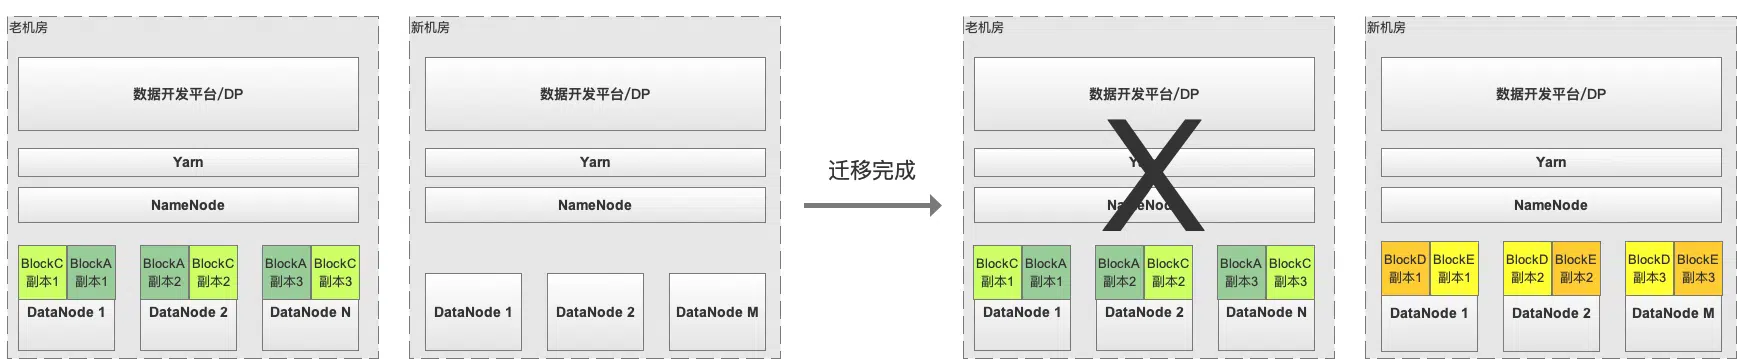 老机房
数据开发平台/DP
Yarn
NameNode
BlockC
副本1
BlockA
副本1
BlockA
副本2
BlockC
副本2
BlockA
副本3
BlockC
副本3
DataNode 1
DataNode 2
DataNode N
新机房
数据开发平台/DP
Yarn
NameNode
DataNode 1
DataNode 2
DataNode M
迁移完成
老机房
数据开发平台/DP
Yarn
NameNode
X
BlockC
副本1
BlockA
副本1
BlockA
副本2
BlockC
副本2
BlockA
副本3
BlockC
副本3
DataNode 1
DataNode 2
DataNode N
新机房
数据开发平台/DP
Yarn
NameNode
BlockD
副本1
BlockE
副本1
BlockD
副本2
BlockE
副本2
BlockD
副本3
BlockE
副本3
DataNode 1
DataNode 2
DataNode M